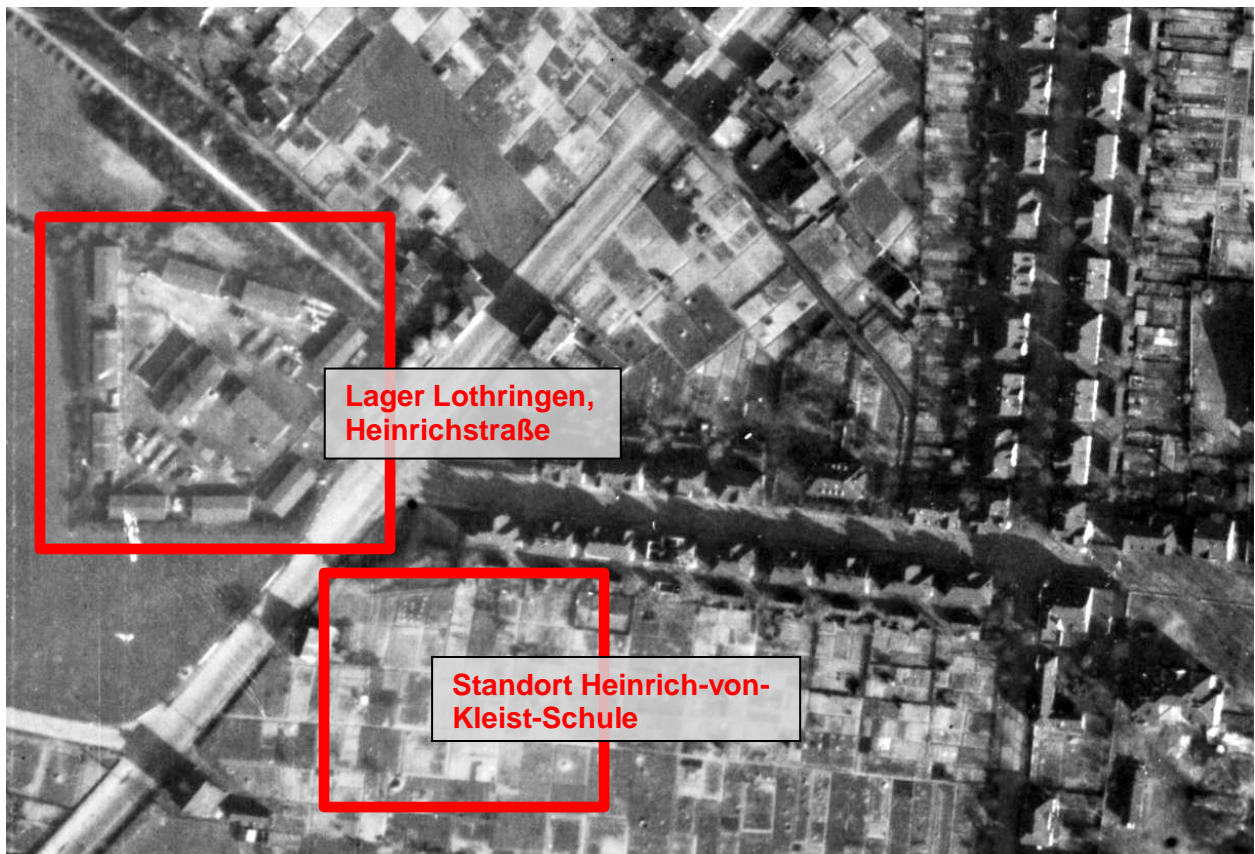 Lager Lothringen,
Heinrichstraße
Standort Heinrich-von-
Kleist-Schule